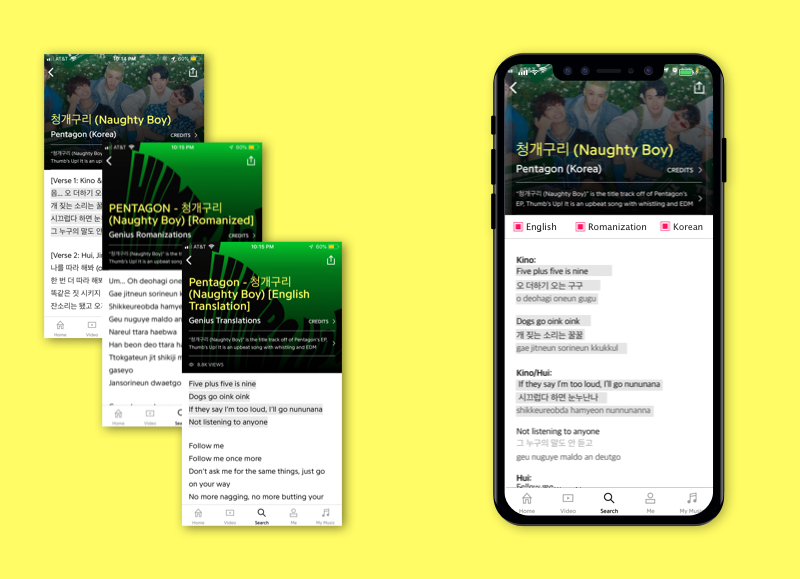 AT&T 10:14 PM 60%
청개구리 (Naughty Boy)
Pentagon (Korea)
CREDITS
"청개구리 (Naughty Boy
Thumb's Up! It is an up
[Verse 1: Kino &
음... 오 더하기 오
개 짖는 소리는
시끄럽다 하면 눈
그 누구의 말도 안
[Verse 2: Hui, Jin
나를 따라 해봐 (
한 번 더 따라 해
똑같은 짓 시키지
잔소리는 됐고 오
Home Video
10:15 PM 60%
PENTAGON - 청개구리
(Naughty Boy) [Romanized]
Genius Romanizations
CREDITS
"청개구리 (Naughty Boy
Thumb's Up! It is an up
Um... Oh deohagi oneun
Gae jitneun sorineun k
Shikkeureopda hamye
Geu nuguye maldo an
Nareul ttara haebwa
Han beon deo ttara ha
Ttokgateun jit shikiji m
gaseyo
Jansorineun dwaetgo
Home Video Sea
AT&T 10:15 PM 60%
Pentagon - 청개구리
(Naughty Boy) [English
Translation]
Genius Translations
CREDITS
"청개구리 (Naughty Boy)" is the title track off of Pentagon's EP,
Thumb's Up! It is an upbeat song with whistling and EDM
8.8K VIEWS
Five plus five is nine
Dogs go oink oink
If they say I'm too loud, I'll go nununana
Not listening to anyone
Follow me
Follow me once more
Don't ask me for the same things, just go
on your way
No more nagging, no more butting your
Home Video Search Me My Music
청개구리 (Naughty Boy)
Pentagon (Korea)
CREDITS
"청개구리 (Naughty Boy)" is the title track off of Pentagon's
EP, Thumb's Up! It is an upbeat song with whistling and EDM
English Romanization Korean
Kino:
Five plus five is nine
오 더하기 오는 구구
o deohagi oneun gugu
Dogs go oink oink
개 짖는 소리는 꿀꿀
gae jitneun sorineun kkukkul
Kino/Hui:
If they say I'm too loud, I'll go nununana
시끄럽다 하면 눈누난나
shikkeureobda hamyeon nunnunanna
Not listening to anyone
그 누구의 말도 안 듣고
geu nuguye maldo an deutgo
Hui:
Follow me
Home Video Search Me My Music